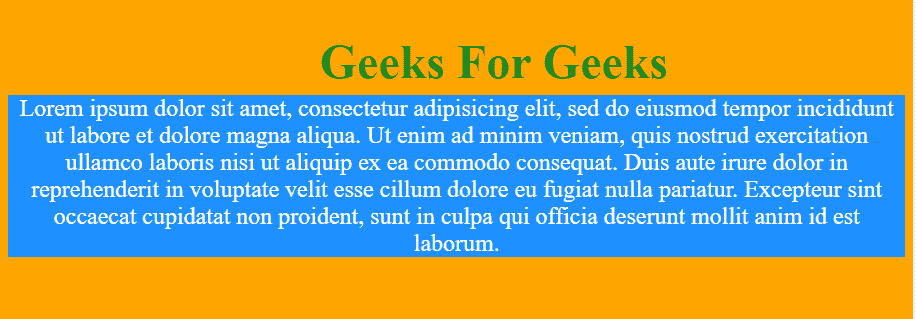 Geeks For Geeks
Lorem ipsum dolor sit amet, consectetur adipisicing elit, sed do eiusmod tempor incididunt
ut labore et dolore magna aliqua. Ut enim ad minim veniam, quis nostrud exercitation
ullamco laboris nisi ut aliquip ex ea commodo consequat. Duis aute irure dolor in
reprehenderit in voluptate velit esse cillum dolore eu fugiat nulla pariatur. Excepteur sint
occaecat cupidatat non proident, sunt in culpa qui officia deserunt mollit anim id est
laborum.